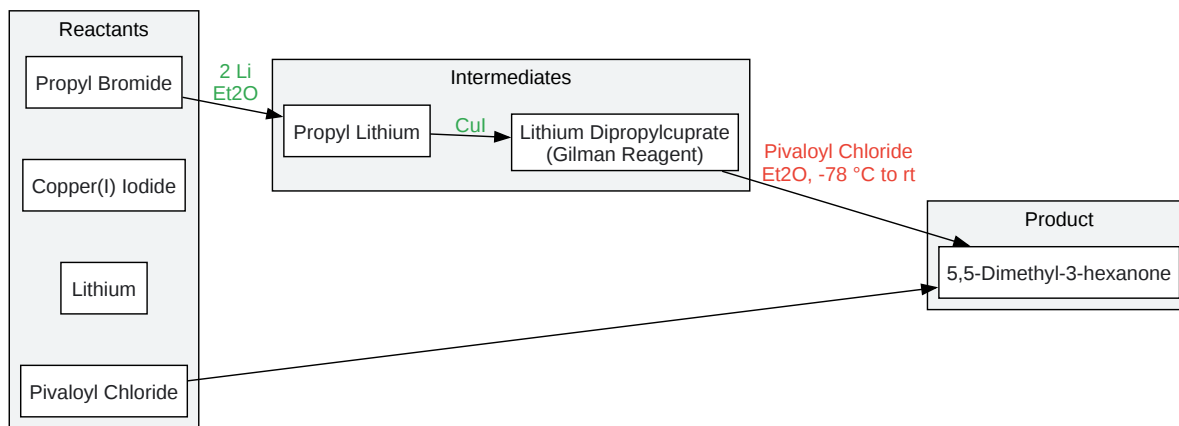 Reactants
Propyl Bromide
Copper(I) Iodide
Lithium
Pivaloyl Chloride
2 Li
Et2O
Intermediates
Propyl Lithium
CuI
Lithium Dipropylcuprate
(Gilman Reagent)
Pivaloyl Chloride
Et2O, -78 °C to rt
Product
5,5-Dimethyl-3-hexanone